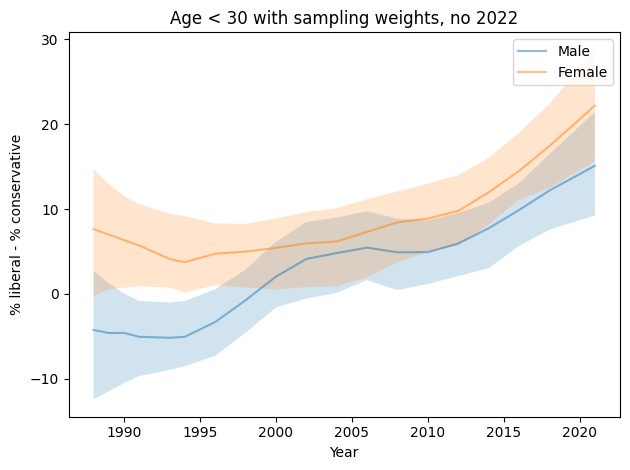 Age < 30 with sampling weights, no 2022
Male
Female
% liberal - % conservative
30
20
10
0
−10
1990
1995
2000
2005
2010
2015
2020
Year